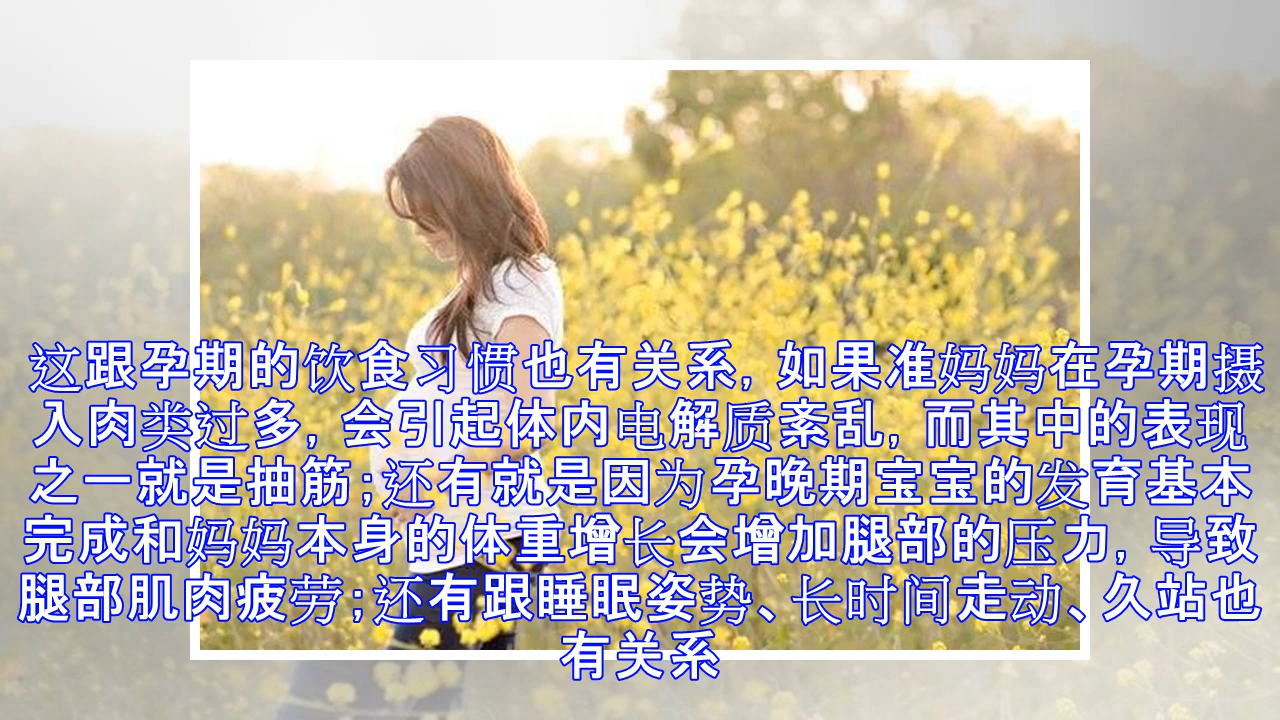 这跟孕期的饮食习惯也有关系, 如果准妈妈在孕期摄
入肉类过多, 会引起体内电解质紊乱, 而其中的表现
之一就是抽筋;还有就是因为孕晚期宝宝的发育基本
完成和妈妈本身的体重增长会增加腿部的压力, 导致
腿部肌肉疲劳;还有跟睡眠姿势、长时间走动、久站也
有关系